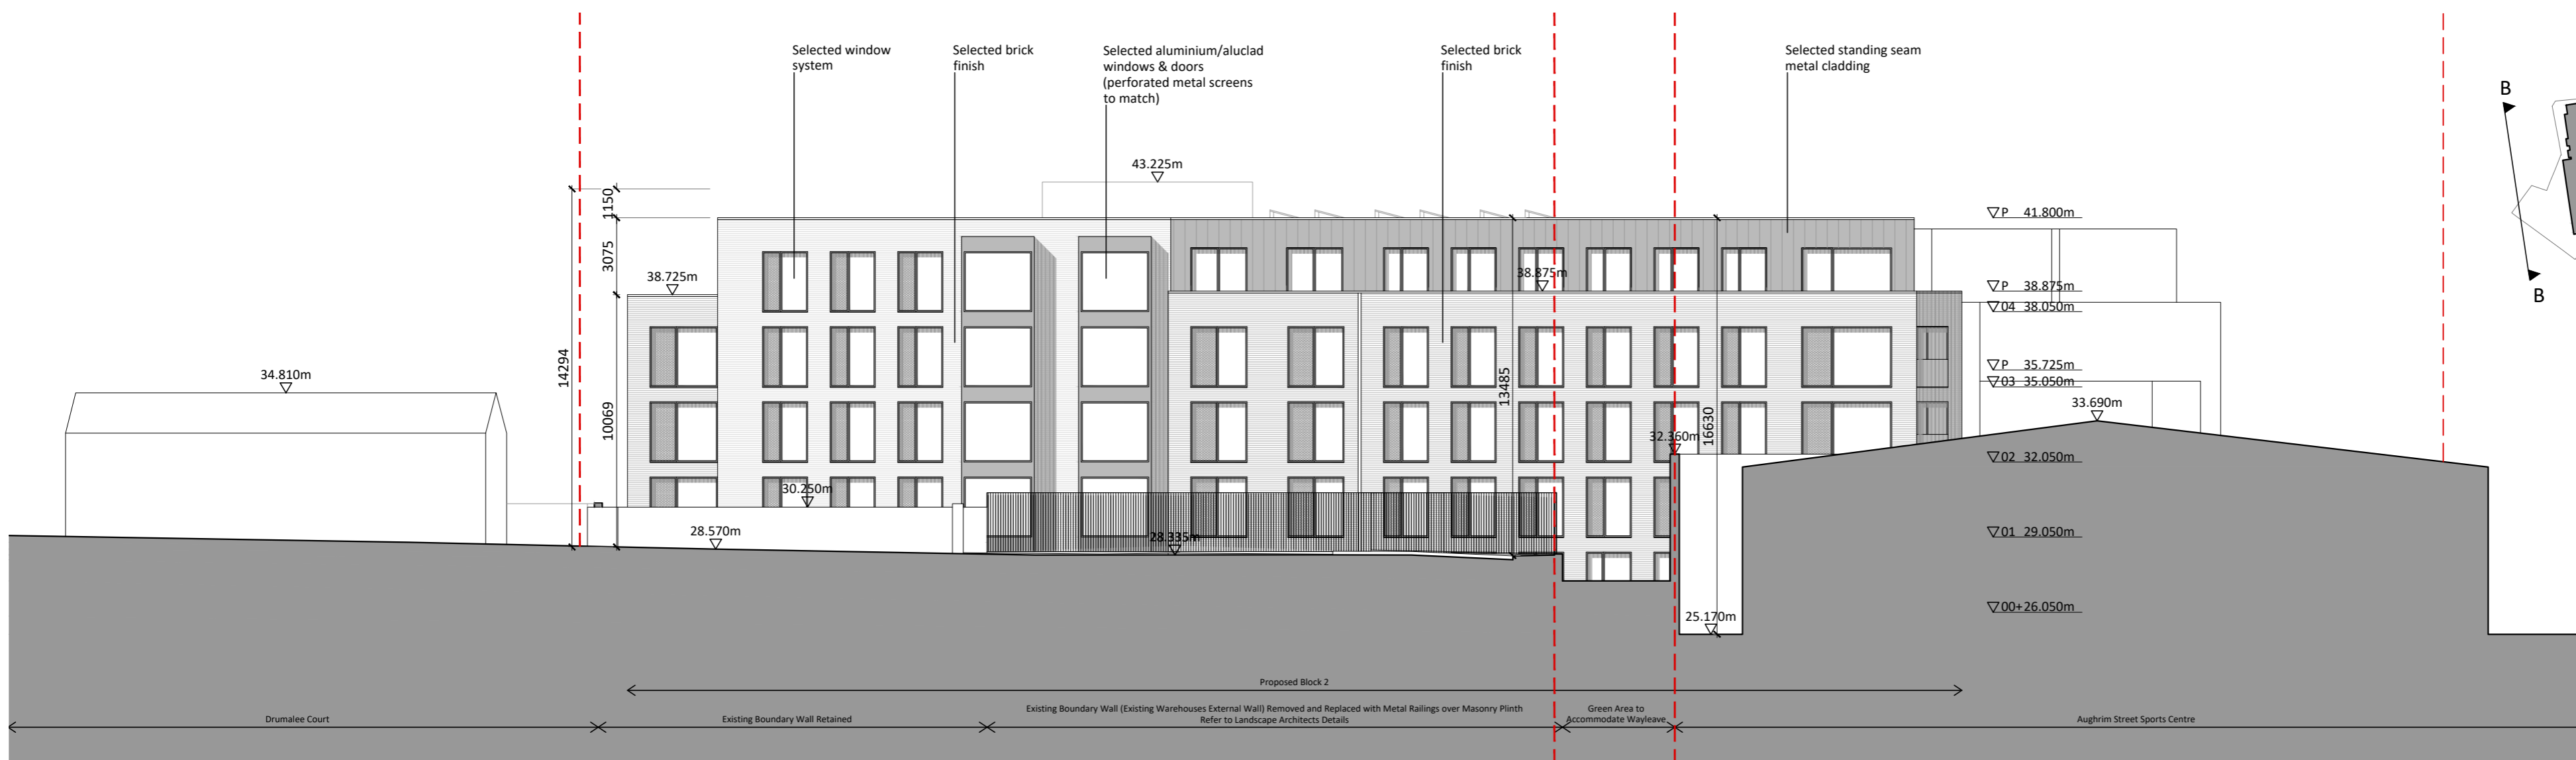 Selected window
system
Selected brick
finish
Selected aluminium/aluclad
windows & doors
(perforated metal screens
to match)
Selected brick
finish
Selected standing seam
metal cladding
B
B
43.225m
1150
3075
10069
14294
38.725m
34.810m
30.250m
28.570m
28.335m
38.875m
13485
16630
32.360m
25.170m
33.690m
P 41.800m
P 38.875m
04 38.050m
P 35.725m
03 35.050m
02 32.050m
01 29.050m
00+26.050m
Proposed Block 2
Drumalee Court
Existing Boundary Wall Retained
Existing Boundary Wall (Existing Warehouses External Wall) Removed and Replaced with Metal Railings over Masonry Plinth
Refer to Landscape Architects Details
Green Area to
Accommodate Wayleave
Aughrim Street Sports Centre